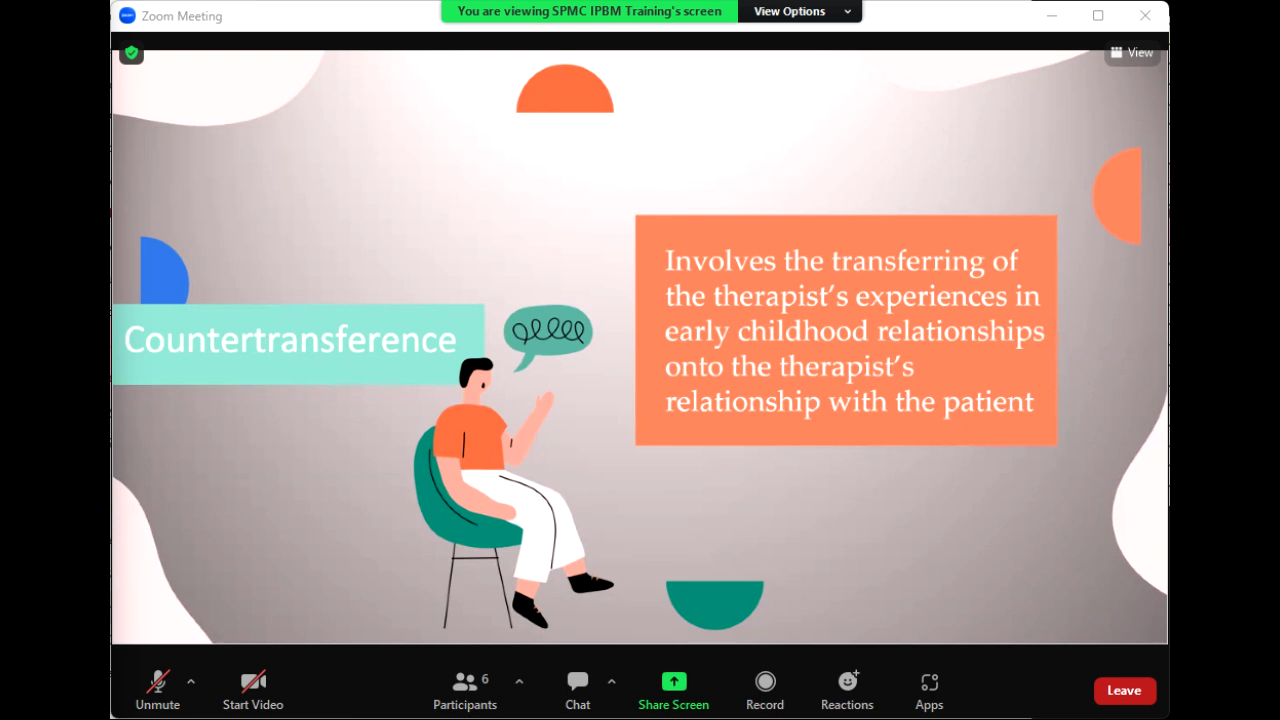 Zoom Meeting
You are viewing SPMC IPBM Training's screen
View Options
View
Countertransference
Involves the transferring of
the therapist's experiences in
early childhood relationships
onto the therapist's
relationship with the patient
Unmute
Start Video
6
Participants
Chat
Share Screen
Record
Reactions
Apps
Leave